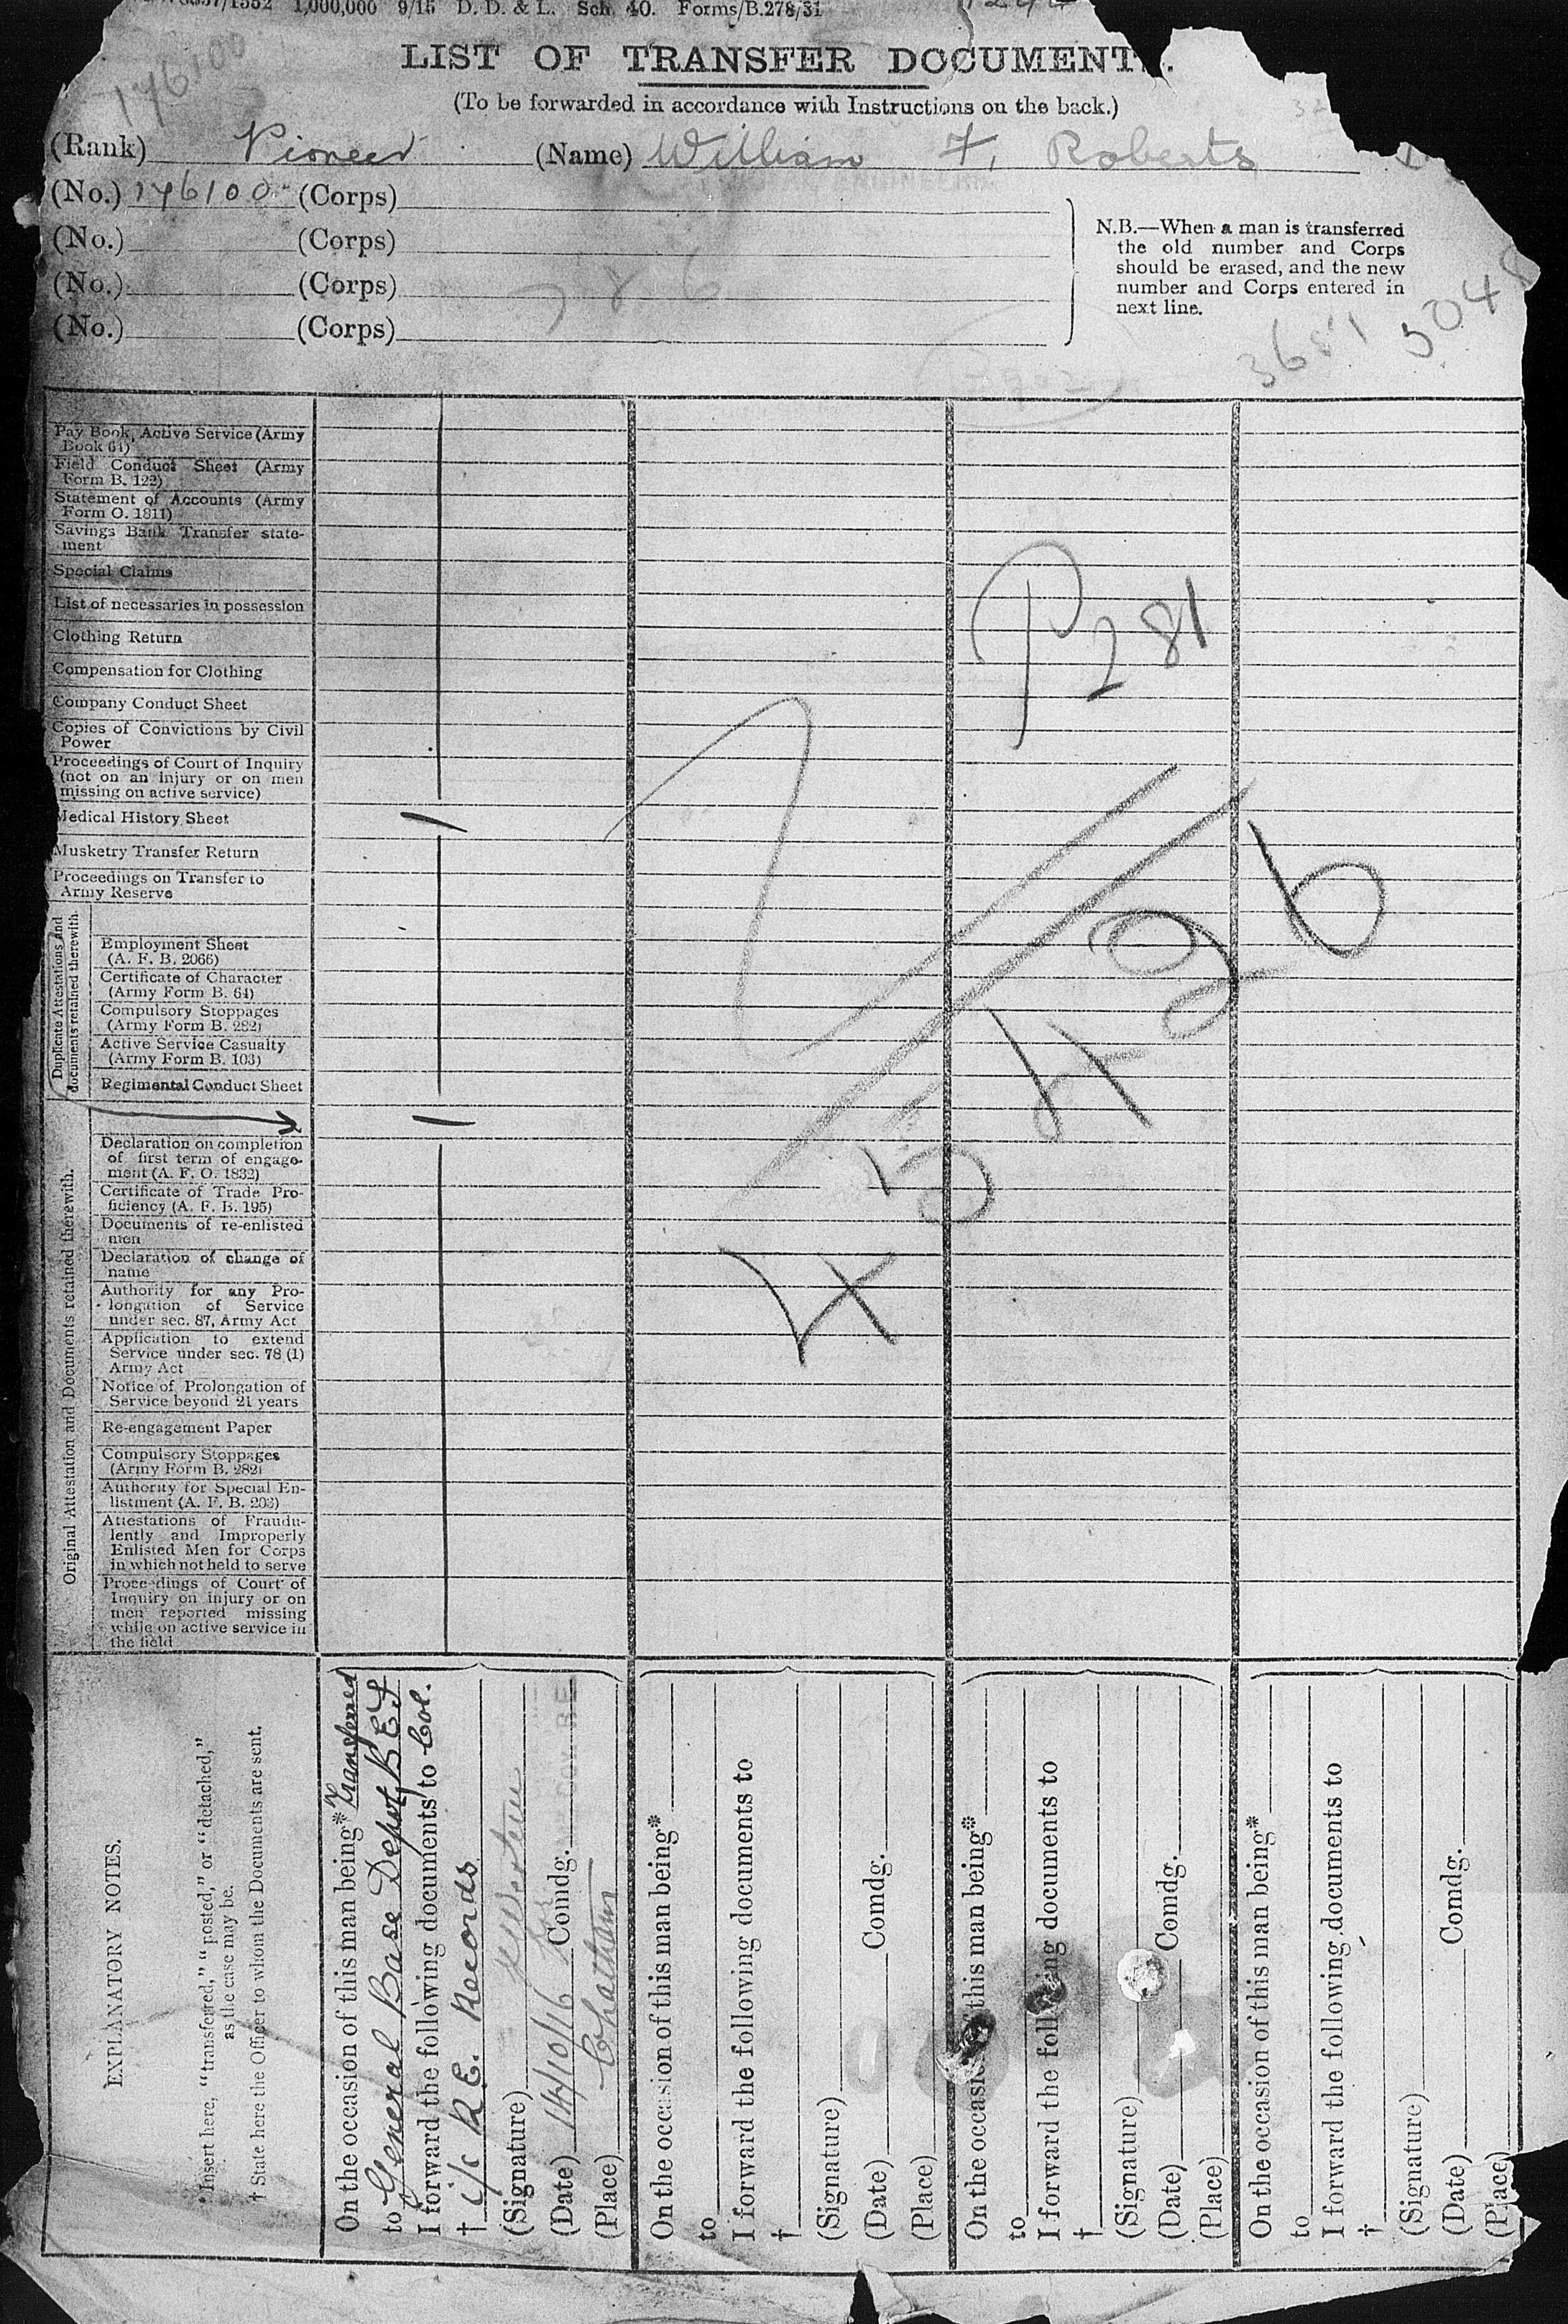 1,000,000 9/15 D. D. & L. Sch. 40. Forms/B.278/31
176100
LIST OF TRANSFER DOCUMENT
(To be forwarded in accordance with Instructions on the back.)
(Rank) Pioneer (Name) William F. Roberts
(No.) 176100 (Corps)
(No.) (Corps)
(No.) (Corps)
(No.) (Corps)
N.B.—When a man is transferred
the old number and Corps
should be erased, and the new
number and Corps entered in
next line.
Pay Book, Active Service (Army
Book 64)
Field Conduct Sheet (Army
Form B. 122)
Statement of Accounts (Army
Form O. 1811)
Savings Bank Transfer state-
ment
Special Claims
List of necessaries in possession
Clothing Return
Compensation for Clothing
Company Conduct Sheet
Copies of Convictions by Civil
Power
Proceedings of Court of Inquiry
(not on an injury or on men
missing on active service)
Medical History Sheet
Musketry Transfer Return
Proceedings on Transfer to
Army Reserve
Duplicate Attestations and
documents retained therewith.
Employment Sheet
(A. F. B. 2066)
Certificate of Character
(Army Form B. 64)
Compulsory Stoppages
(Army Form B. 282)
Active Service Casualty
(Army Form B. 103)
Regimental Conduct Sheet
Original Attestation and Documents retained therewith.
Declaration on completion
of first term of engage-
ment (A. F. O. 1832)
Certificate of Trade Pro-
ficiency (A. F. B. 195)
Documents of re-enlisted
men
Declaration of change of
name
Authority for any Pro-
longation of Service
under sec. 87, Army Act
Application to extend
Service under sec. 78 (1)
Army Act
Notice of Prolongation of
Service beyond 21 years
Re-engagement Paper
Compulsory Stoppages
(Army Form B. 282)
Authority for Special En-
listment (A. F. B. 203)
Attestations of Fraudu-
lently and Improperly
Enlisted Men for Corps
in which not held to serve
Proceedings of Court of
Inquiry on injury or on
men reported missing
while on active service in
the field
P281
EXPLANATORY NOTES.
* Insert here, "transferred," "posted," or "detached,"
as the case may be.
† State here the Officer to whom the Documents are sent.
On the occasion of this man being* Transferred
to General Base Depot BEF
I forward the following documents to Col.
† i/c R.E. Records
(Signature)
(Date) 14/10/16 Comdg.
(Place) Chatham
On the occasion of this man being*
to
I forward the following documents to
†
(Signature)
(Date) Comdg.
(Place)
On the occasion of this man being*
to
I forward the following documents to
†
(Signature)
(Date) Comdg.
(Place)
On the occasion of this man being*
to
I forward the following documents to
†
(Signature)
(Date) Comdg.
(Place)